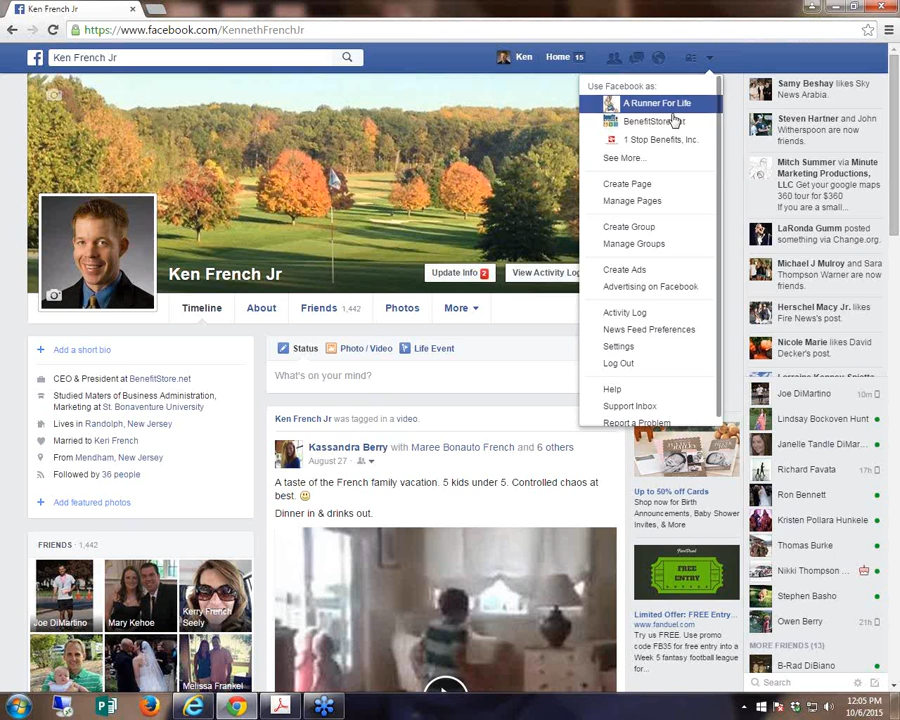 Ken French Jr
https://www.facebook.com/KennethFrenchJr
Ken French Jr
Ken
Home 15
Use Facebook as:
A Runner For Life
1 Stop Benefits, Inc.
See More...
Create Page
Manage Pages
Create Group
Manage Groups
Create Ads
Advertising on Facebook
Activity Log
News Feed Preferences
Settings
Log Out
Help
Support Inbox
Report a Problem
Ken French Jr
Update Info 2
View Activity Log
Timeline
About
Friends 1,442
Photos
More
Add a short bio
CEO & President at BenefitStore.net
Studied Maters of Business Administration,
Marketing at St. Bonaventure University
Lives in Randolph, New Jersey
Married to Keri French
From Mendham, New Jersey
Followed by 36 people
Add featured photos
FRIENDS · 1,442
Joe DiMartino
Mary Kehoe
Kerry French
Seely
Melissa Frankel
Status
Photo / Video
Life Event
What's on your mind?
Ken French Jr was tagged in a video.
Kassandra Berry with Maree Bonauto French and 6 others
August 27
A taste of the French family vacation. 5 kids under 5. Controlled chaos at
best.
Dinner in & drinks out.
Up to 50% off Cards
Shop now for Birth
Announcements, Baby Shower
Invites, & More
FanDuel
FREE
ENTRY
Limited Offer: FREE Entry...
www.fanduel.com
Try us FREE. Use promo
code FB35 for free entry into a
Week 5 fantasy football league
for...
Samy Beshay likes Sky
News Arabia.
Steven Hartner and John
Witherspoon are now
friends.
Mitch Summer via Minute
Marketing Productions,
LLC Get your google maps
360 tour for $360
If you are a small...
LaRonda Gumm posted
something via Change.org.
Michael J Mulroy and Sara
Thompson Warner are now
friends.
Herschel Macy Jr. likes
Fire News's post.
Nicole Marie likes David
Decker's post.
Joe DiMartino 10m
Lindsay Bockoven Hunt
Janelle Tandle DiMar...
Richard Favata 17h
Ron Bennett
Kristen Pollara Hunkele
Thomas Burke
Nikki Thompson ...
Stephen Basho
Owen Berry 21h
MORE FRIENDS (13)
B-Rad DiBiano
Search
12:05 PM
10/6/2015